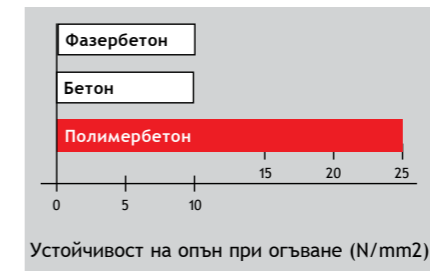 Фазербетон
Бетон
Полимербетон
15 20 25
0 5 10
Устойчивост на опън при огъване (N/mm2)